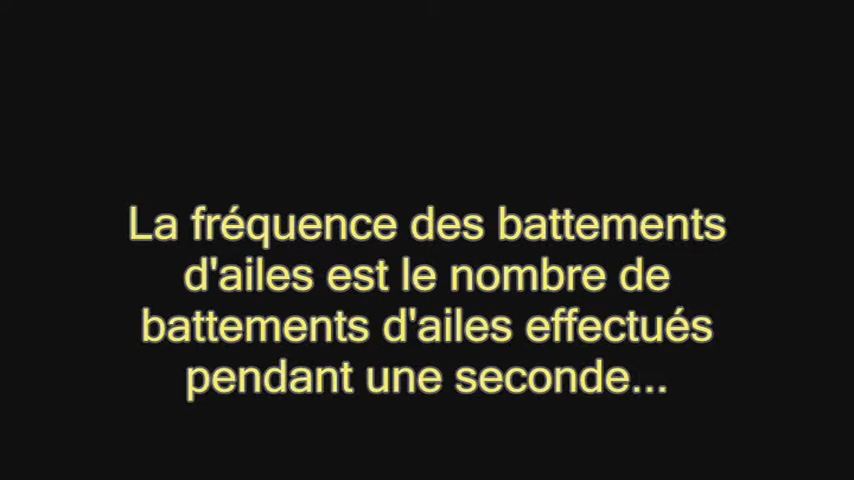 La fréquence des battements
d'ailes est le nombre de
battements d'ailes effectués
pendant une seconde...